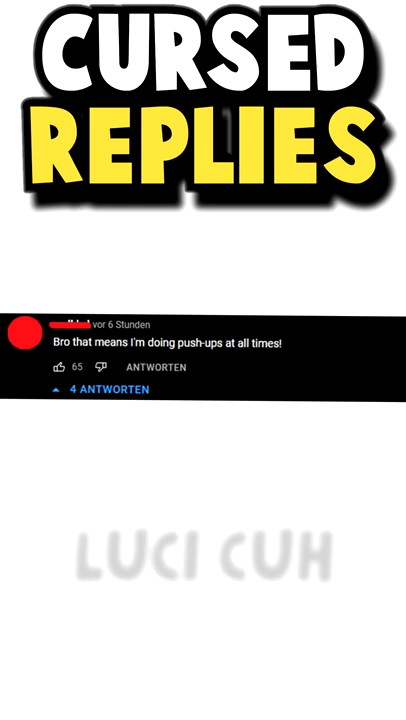 CURSED
REPLIES
vor 6 Stunden
Bro that means I'm doing push-ups at all times!
65
ANTWORTEN
4 ANTWORTEN
LUCI CUH